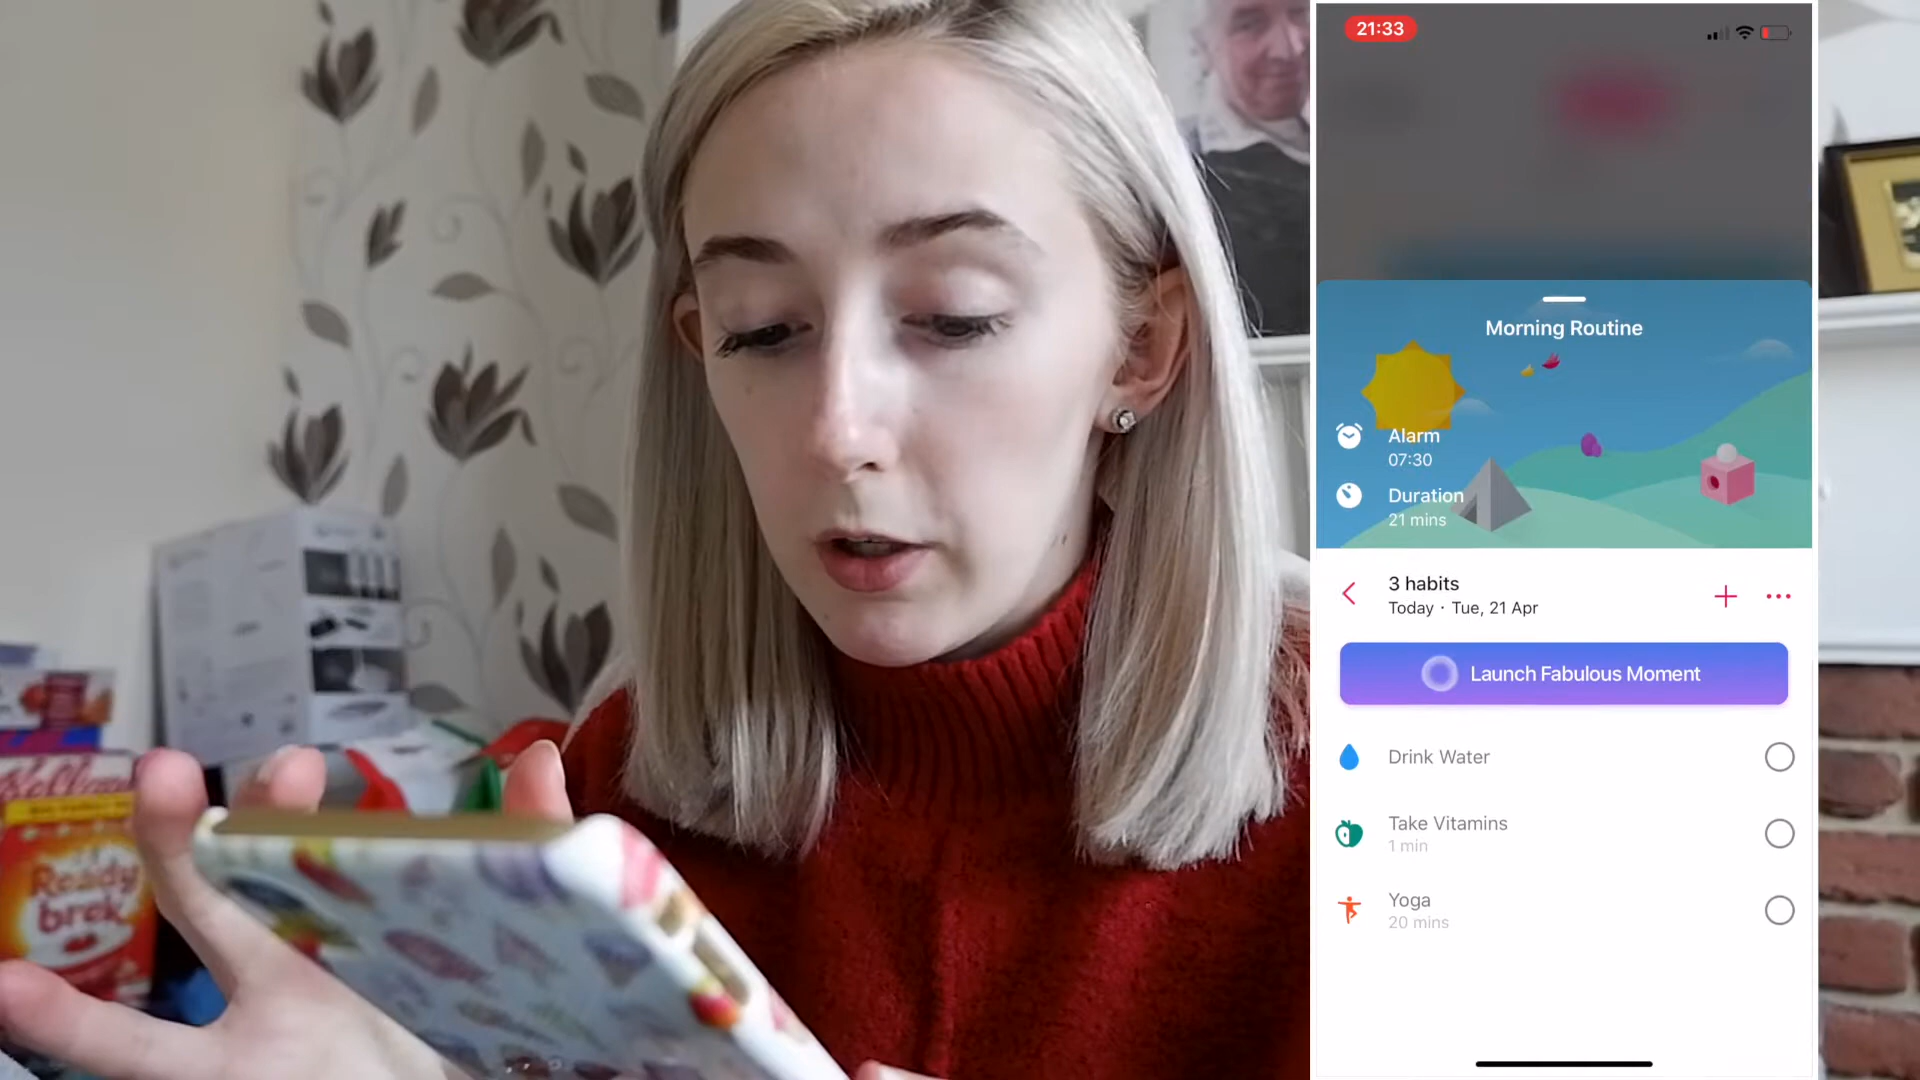 21:33
Morning Routine
Alarm
07:30
Duration
21 mins
3 habits
Today · Tue, 21 Apr
Launch Fabulous Moment
Drink Water
Take Vitamins
1 min
Yoga
20 mins
Ready
brek